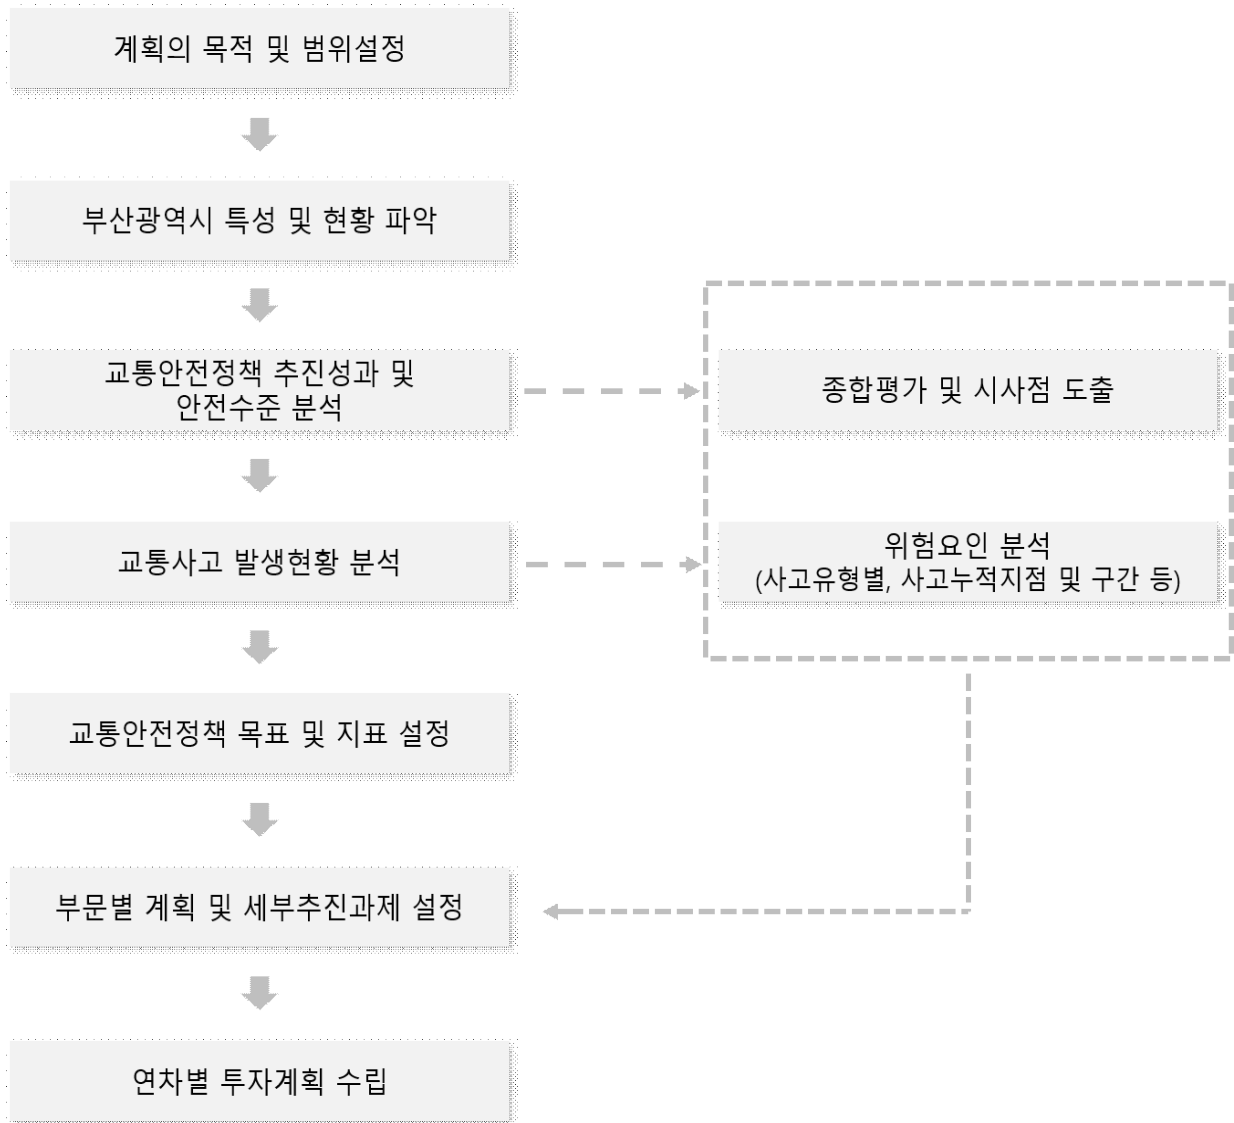 계획의 목적 및 범위설정
부산광역시 특성 및 현황 파악
교통안전정책 추진성과 및
안전수준 분석
종합평가 및 시사점 도출
교통사고 발생현황 분석
위험요인 분석
(사고유형별, 사고누적지점 및 구간 등)
교통안전정책 목표 및 지표 설정
부문별 계획 및 세부추진과제 설정
연차별 투자계획 수립